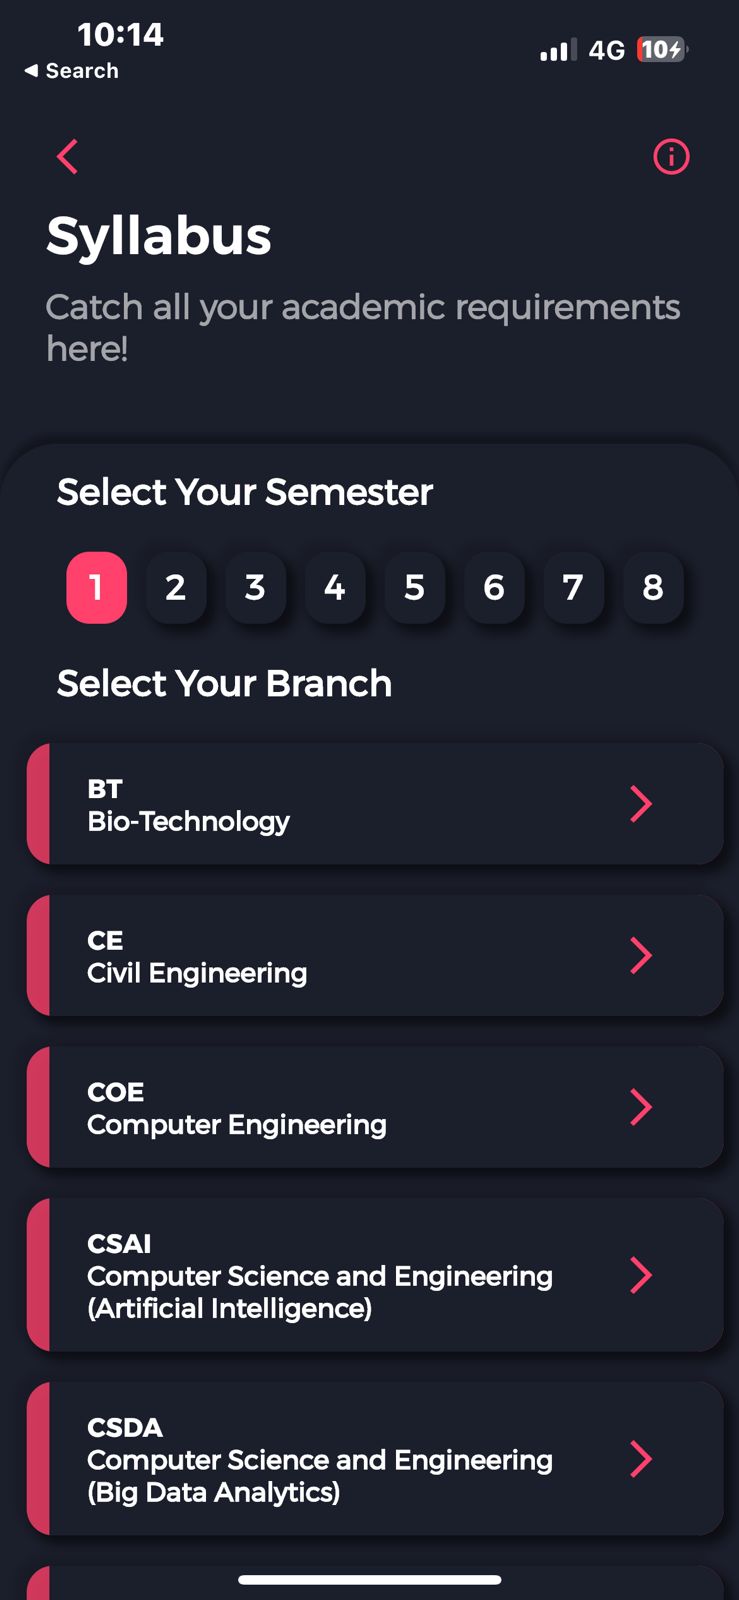 10:14
4G 10
◀ Search
Syllabus
Catch all your academic requirements
here!
Select Your Semester
1 2 3 4 5 6 7 8
Select Your Branch
BT
Bio-Technology
CE
Civil Engineering
COE
Computer Engineering
CSAI
Computer Science and Engineering
(Artificial Intelligence)
CSDA
Computer Science and Engineering
(Big Data Analytics)